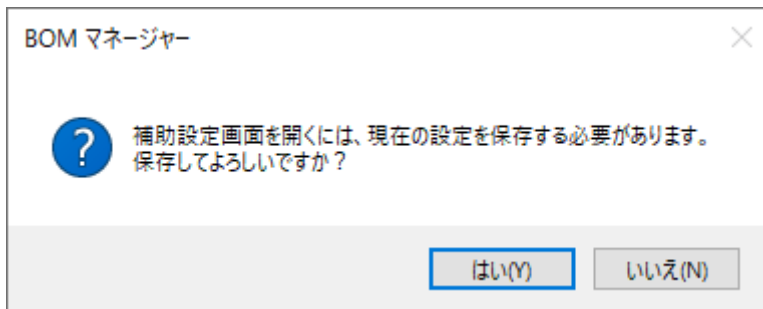 BOM マネージャー
補助設定画面を開くには、現在の設定を保存する必要があります。
保存してよろしいですか？
はい(Y)
いいえ(N)